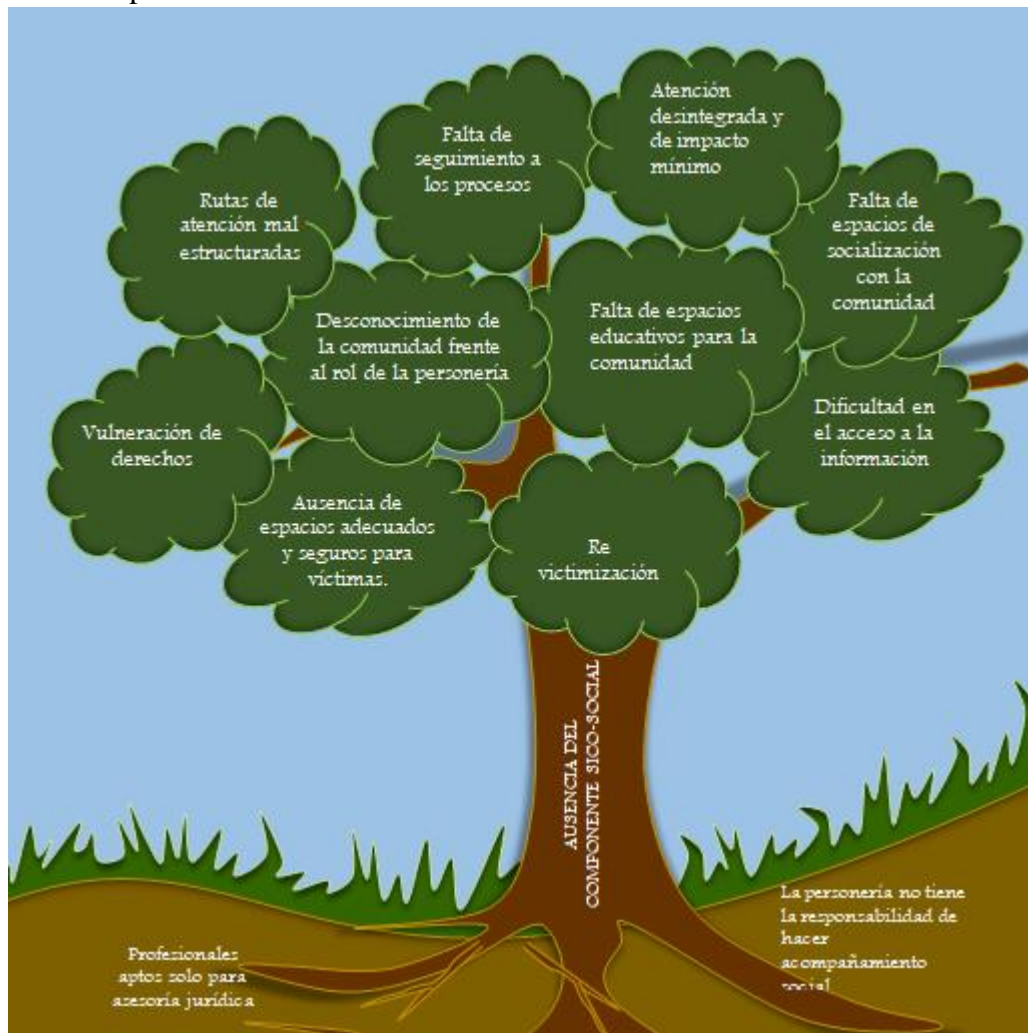 Atención
desintegrada y
de impacto
mínimo
Falta de
seguimiento a
los procesos
Rutas de
atención mal
estructuradas
Falta de
espacios de
socialización
con la
comunidad
Desconocimiento de
la comunidad frente
al rol de la personería
Falta de espacios
educativos para la
comunidad
Vulneración de
derechos
Dificultad en
el acceso a la
información
Ausencia de
espacios adecuados
y seguros para
víctimas.
Re
victimización
AUSENCIA DEL
COMPONENTE SICO-SOCIAL
Profesionales
aptos solo para
asesoría jurídica
La personería no tiene
la responsabilidad de
hacer
acompañamiento
social